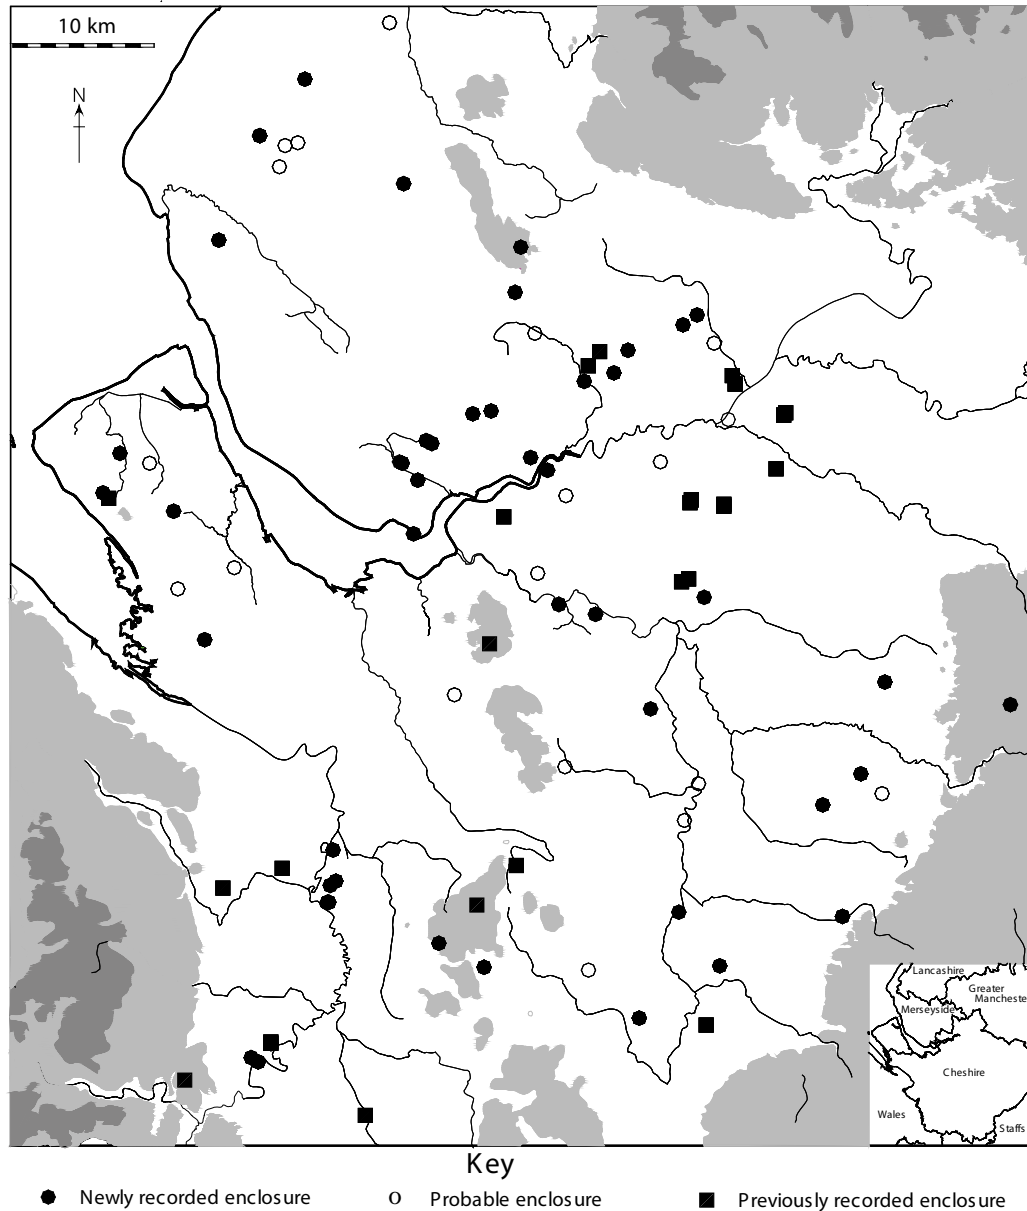 10 km
N
Lancashire
Greater
Mancheste
Merseyside
Cheshire
Wales
Staffs
Key
Newly recorded enclosure
Probable enclosure
Previously recorded enclosure